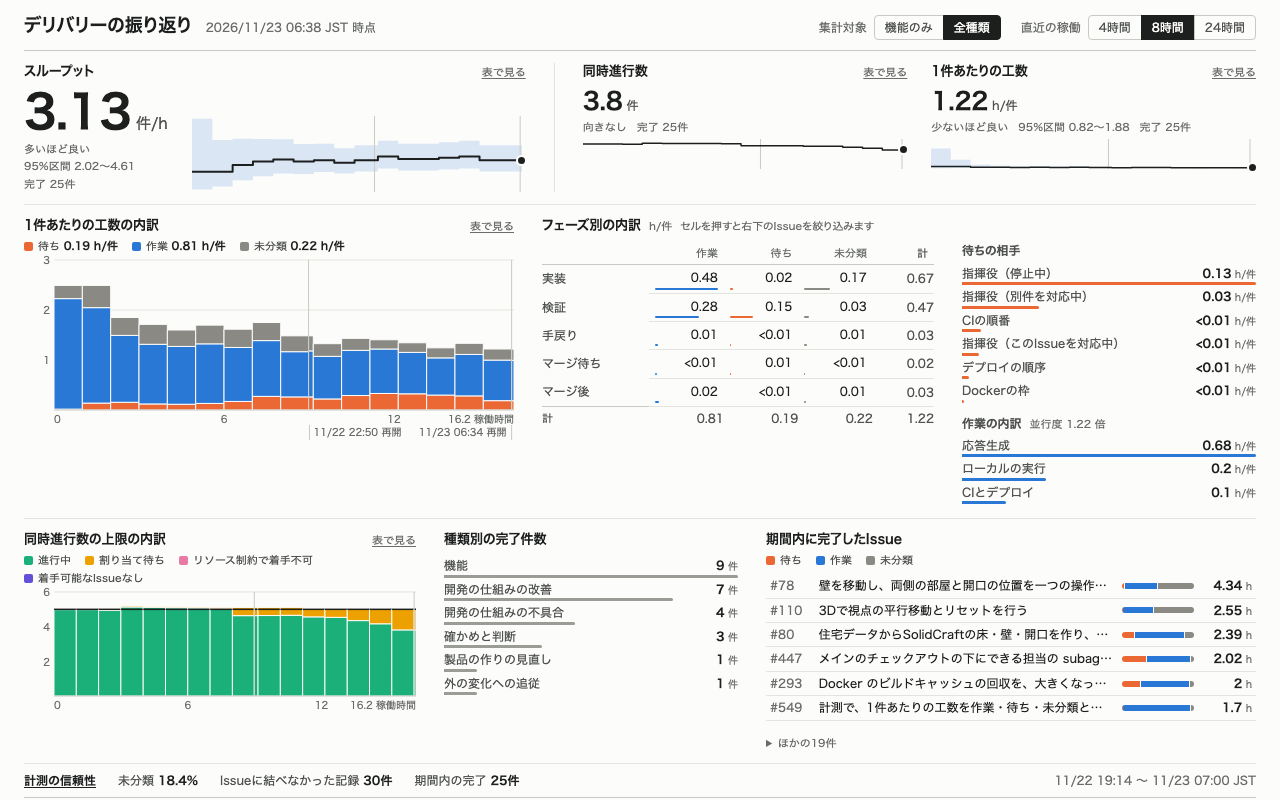 デリバリーの振り返り 2026/11/23 06:38 JST 時点
集計対象 機能のみ 全種類 直近の稼働 4時間 8時間 24時間
スループット 表で見る
3.13 件/h
多いほど良い
95%区間 2.02〜4.61
完了 25件
同時進行数 表で見る
3.8 件
向きなし 完了 25件
1件あたりの工数 表で見る
1.22 h/件
少ないほど良い 95%区間 0.82〜1.88 完了 25件
1件あたりの工数の内訳 表で見る
待ち 0.19 h/件 作業 0.81 h/件 未分類 0.22 h/件
3
2
1
0 6 12 16.2 稼働時間
11/22 22:50 再開 11/23 06:34 再開
フェーズ別の内訳 h/件 セルを押すと右下のIssueを絞り込みます
作業 待ち 未分類 計
実装 0.48 0.02 0.17 0.67
検証 0.28 0.15 0.03 0.47
手戻り 0.01 <0.01 0.01 0.03
マージ待ち <0.01 <0.01 0.01 0.02
マージ後 0.02 <0.01 0.01 0.03
計 0.81 0.19 0.22 1.22
待ちの相手
指揮役（停止中） 0.13 h/件
指揮役（別件を対応中） 0.03 h/件
CIの順番 <0.01 h/件
指揮役（このIssueを対応中） <0.01 h/件
デプロイの順序 <0.01 h/件
Dockerの枠 <0.01 h/件
作業の内訳 並行度 1.22 倍
応答生成 0.68 h/件
ローカルの実行 0.2 h/件
CIとデプロイ 0.1 h/件
同時進行数の上限の内訳 表で見る
進行中 割り当て待ち リソース制約で着手不可
着手可能なIssueなし
6
4
2
0 6 12 16.2 稼働時間
種類別の完了件数
機能 9 件
開発の仕組みの改善 7 件
開発の仕組みの不具合 4 件
確かめと判断 3 件
製品の作りの見直し 1 件
外の変化への追従 1 件
期間内に完了したIssue
待ち 作業 未分類
#78 壁を移動し、両側の部屋と開口の位置を一つの操作… 4.34 h
#110 3Dで視点の平行移動とリセットを行う 2.55 h
#80 住宅データからSolidCraftの床・壁・開口を作り、… 2.39 h
#447 メインのチェックアウトの下にできる担当の subag… 2.02 h
#293 Docker のビルドキャッシュの回収を、大きくなっ… 2 h
#549 計測で、1件あたりの工数を作業・待ち・未分類と… 1.7 h
▶ ほかの19件
計測の信頼性 未分類 18.4% Issueに結べなかった記録 30件 期間内の完了 25件 11/22 19:14 〜 11/23 07:00 JST